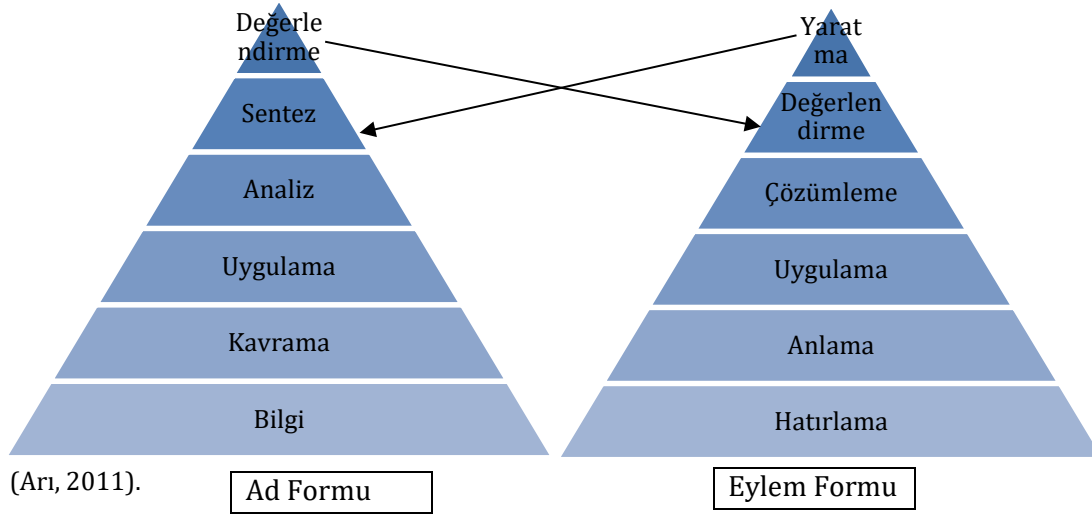 Değerle
ndirme
Sentez
Analiz
Uygulama
Kavrama
Bilgi
Yarat
ma
Değerlen
dirme
Çözümleme
Uygulama
Anlama
Hatırlama
(Arı, 2011).
Ad Formu
Eylem Formu